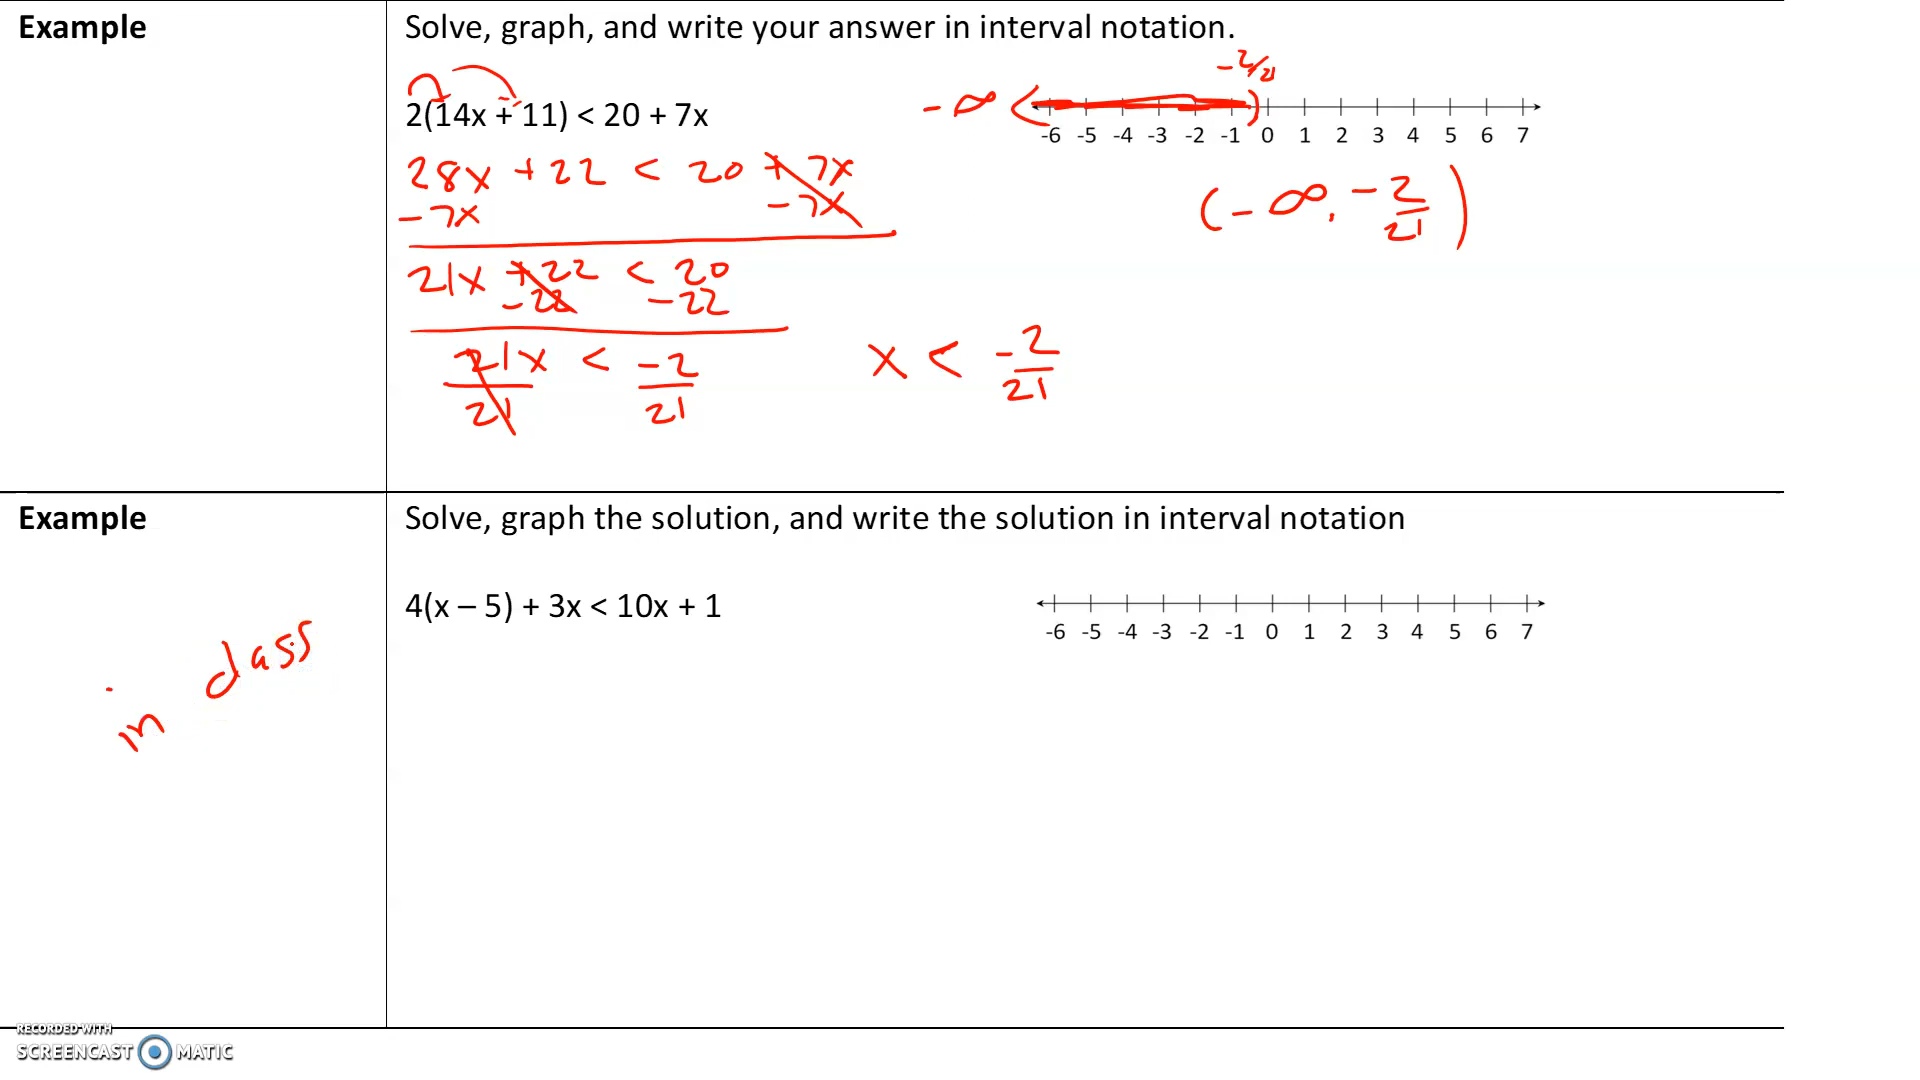 Example
Solve, graph, and write your answer in interval notation.
-2/21
2(14x + 11) < 20 + 7x
-∞
-6 -5 -4 -3 -2 -1 0 1 2 3 4 5 6 7
28x + 22 < 20 + 7x
-7x -7x
(-∞, -2/21)
21x + 22 < 20
-22 -22
21x < -2
21 21
x < -2/21
Example
Solve, graph the solution, and write the solution in interval notation
4(x – 5) + 3x < 10x + 1
-6 -5 -4 -3 -2 -1 0 1 2 3 4 5 6 7
in class
RECORDED WITH
SCREENCAST MATIC